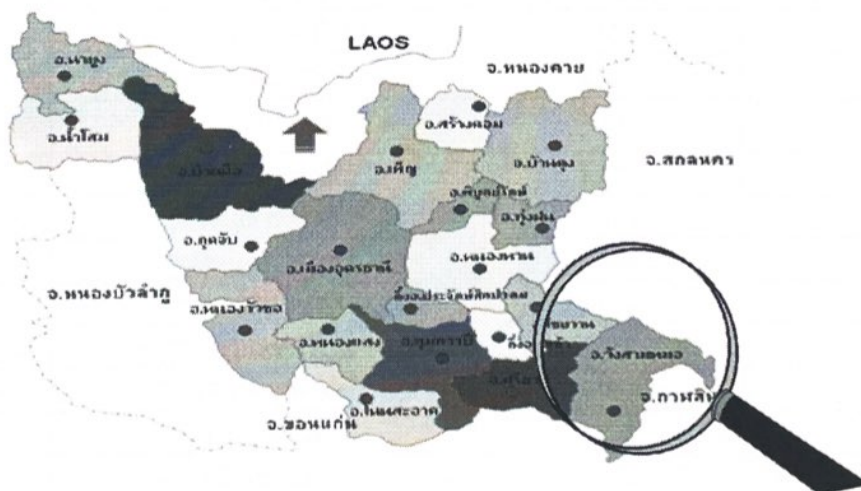 LAOS
อ.นายูง
จ.หนองคาย
อ.น้ำโสม
อ.สร้างคอม
อ.บ้านผือ
อ.เพ็ญ
อ.บ้านดุง
จ.สกลนคร
อ.พิบูลย์รักษ์
อ.ทุ่งฝน
อ.กุดจับ
อ.เมืองอุดรธานี
อ.หนองหาน
จ.หนองบัวลำภู
กิ่งอ.ประจักษ์ศิลปาคม
อ.หนองวัวซอ
ไชยวาน
อ.หนองแสง
อ.กุมภวาปี
อ.วังสามหมอ
อ.ศรีธา
จ.กาฬสิน
อ.โนนสะอาด
จ.ขอนแก่น